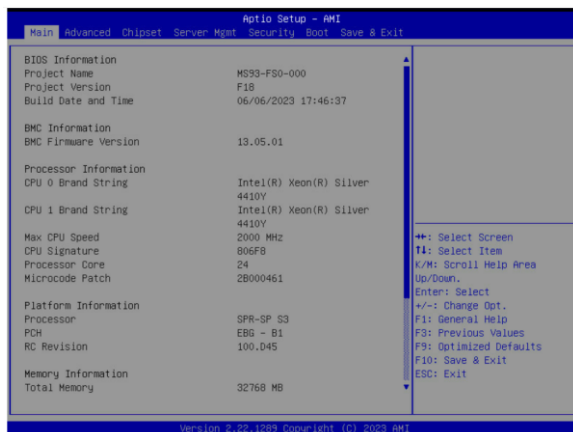 Aptio Setup - AMI
Main Advanced Chipset Server Mgmt Security Boot Save & Exit
BIOS Information
Project Name MS93-FS0-000
Project Version F18
Build Date and Time 06/06/2023 17:46:37
BMC Information
BMC Firmware Version 13.05.01
Processor Information
CPU 0 Brand String Intel(R) Xeon(R) Silver
4410Y
CPU 1 Brand String Intel(R) Xeon(R) Silver
4410Y
Max CPU Speed 2000 MHz
CPU Signature 806F8
Processor Core 24
Microcode Patch 2B000461
Platform Information
Processor SPR-SP S3
PCH EBG - B1
RC Revision 100.D45
Memory Information
Total Memory 32768 MB
→←: Select Screen
↑↓: Select Item
K/M: Scroll Help Area
Up/Down.
Enter: Select
+/-: Change Opt.
F1: General Help
F3: Previous Values
F9: Optimized Defaults
F10: Save & Exit
ESC: Exit
Version 2.22.1289 Copyright (C) 2023 AMI